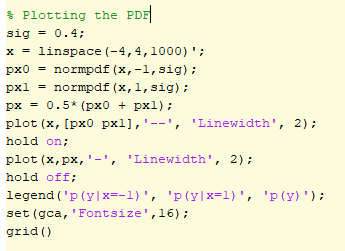 % Plotting the PDF
sig = 0.4;
x = linspace(-4,4,1000)';
px0 = normpdf(x,-1,sig);
px1 = normpdf(x,1,sig);
px = 0.5*(px0 + px1);
plot(x,[px0 px1],'--', 'Linewidth', 2);
hold on;
plot(x,px,'-', 'Linewidth', 2);
hold off;
legend('p(y|x=-1)', 'p(y|x=1)', 'p(y)');
set(gca,'Fontsize',16);
grid()